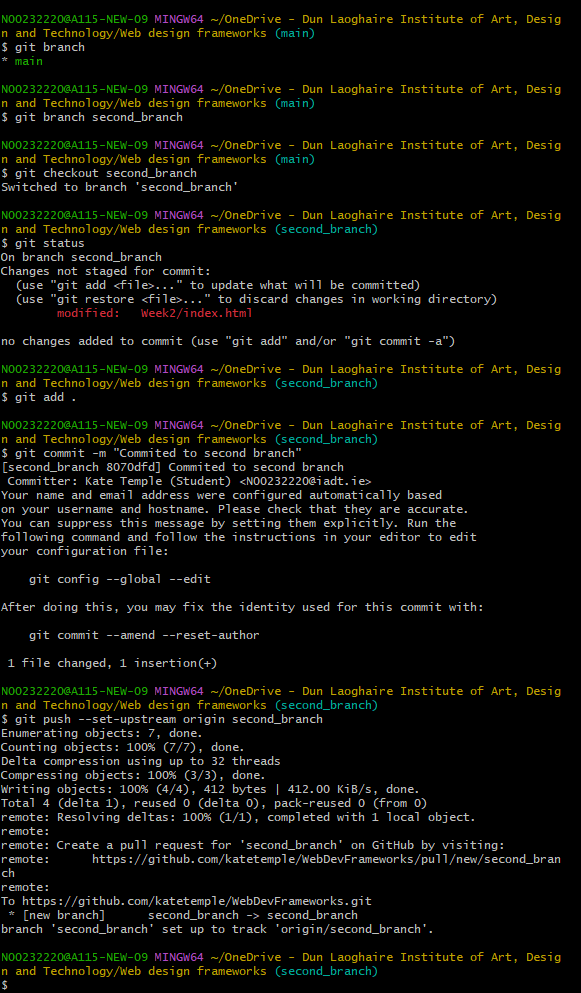 N00232220@A115-NEW-09 MINGW64 ~/OneDrive - Dun Laoghaire Institute of Art, Desig
n and Technology/Web design frameworks (main)
$ git branch
* main

N00232220@A115-NEW-09 MINGW64 ~/OneDrive - Dun Laoghaire Institute of Art, Desig
n and Technology/Web design frameworks (main)
$ git branch second_branch

N00232220@A115-NEW-09 MINGW64 ~/OneDrive - Dun Laoghaire Institute of Art, Desig
n and Technology/Web design frameworks (main)
$ git checkout second_branch
Switched to branch 'second_branch'

N00232220@A115-NEW-09 MINGW64 ~/OneDrive - Dun Laoghaire Institute of Art, Desig
n and Technology/Web design frameworks (second_branch)
$ git status
On branch second_branch
Changes not staged for commit:
  (use "git add <file>..." to update what will be committed)
  (use "git restore <file>..." to discard changes in working directory)
        modified:   Week2/index.html

no changes added to commit (use "git add" and/or "git commit -a")

N00232220@A115-NEW-09 MINGW64 ~/OneDrive - Dun Laoghaire Institute of Art, Desig
n and Technology/Web design frameworks (second_branch)
$ git add .

N00232220@A115-NEW-09 MINGW64 ~/OneDrive - Dun Laoghaire Institute of Art, Desig
n and Technology/Web design frameworks (second_branch)
$ git commit -m "Commited to second branch"
[second_branch 8070dfd] Commited to second branch
 Committer: Kate Temple (Student) <N00232220@iadt.ie>
Your name and email address were configured automatically based
on your username and hostname. Please check that they are accurate.
You can suppress this message by setting them explicitly. Run the
following command and follow the instructions in your editor to edit
your configuration file:

    git config --global --edit

After doing this, you may fix the identity used for this commit with:

    git commit --amend --reset-author

 1 file changed, 1 insertion(+)

N00232220@A115-NEW-09 MINGW64 ~/OneDrive - Dun Laoghaire Institute of Art, Desig
n and Technology/Web design frameworks (second_branch)
$ git push --set-upstream origin second_branch
Enumerating objects: 7, done.
Counting objects: 100% (7/7), done.
Delta compression using up to 32 threads
Compressing objects: 100% (3/3), done.
Writing objects: 100% (4/4), 412 bytes | 412.00 KiB/s, done.
Total 4 (delta 1), reused 0 (delta 0), pack-reused 0 (from 0)
remote: Resolving deltas: 100% (1/1), completed with 1 local object.
remote:
remote: Create a pull request for 'second_branch' on GitHub by visiting:
remote:      https://github.com/katetemple/WebDevFrameworks/pull/new/second_bran
ch
remote:
To https://github.com/katetemple/WebDevFrameworks.git
 * [new branch]      second_branch -> second_branch
branch 'second_branch' set up to track 'origin/second_branch'.

N00232220@A115-NEW-09 MINGW64 ~/OneDrive - Dun Laoghaire Institute of Art, Desig
n and Technology/Web design frameworks (second_branch)
$